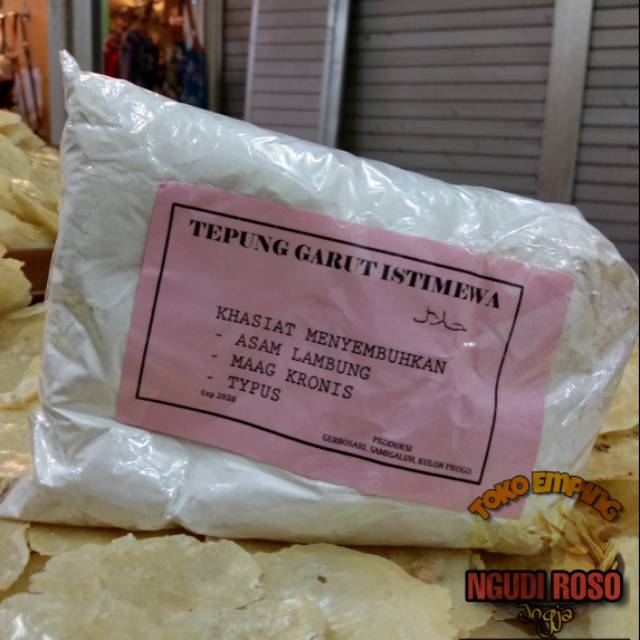 TEPUNG GARUT ISTIMEWA
حلال
KHASIAT MENYEMBUHKAN
- ASAM LAMBUNG
- MAAG KRONIS
- TYPUS
Exp 2020
PRODUKSI
GERBOSARI, SAMIGALUH, KULON PROGO
TOKO EMPING
NGUDI ROSO